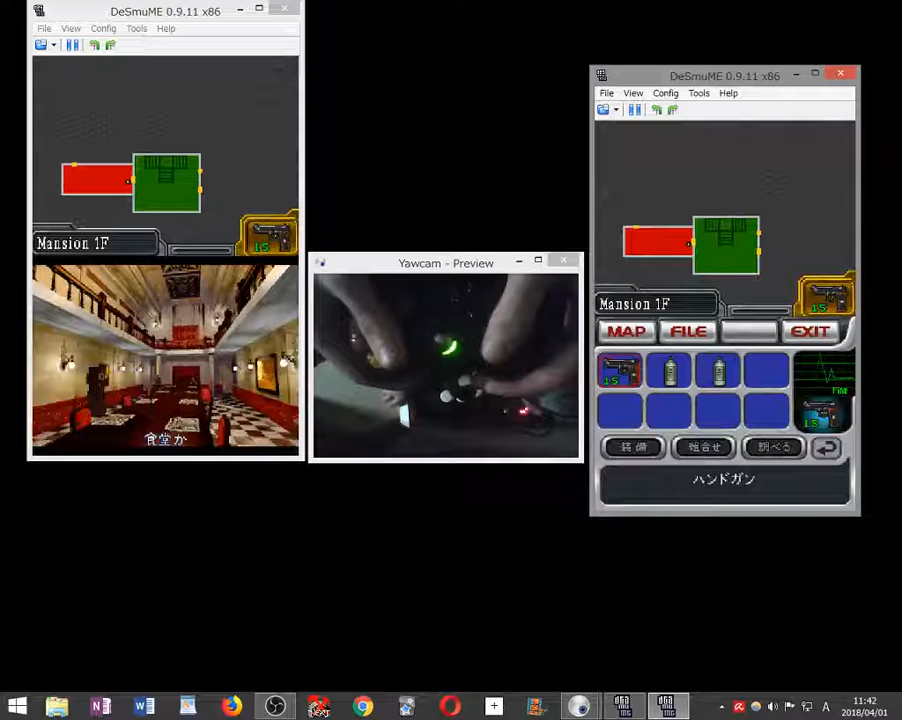 DeSmuME 0.9.11 x86
File View Config Tools Help
15
Mansion 1F
食堂か
Yawcam - Preview
DeSmuME 0.9.11 x86
File View Config Tools Help
15
Mansion 1F
MAP FILE EXIT
15
FINE
15
装備 組合せ 調べる
ハンドガン
11:42
A
2018/04/01